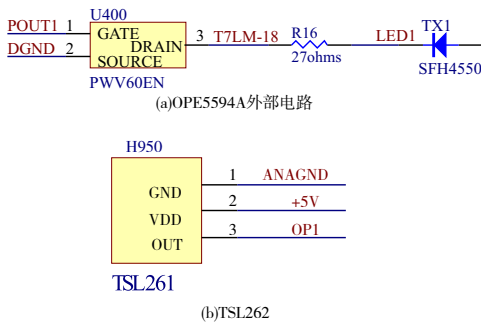 U400
POUT1 1 GATE
DRAIN 3 T7LM-18 R16 LED1 TX1
DGND 2 SOURCE
27ohms
SFH4550
PWV60EN
(a)OPE5594A外部电路
H950
GND 1 ANAGND
VDD 2 +5V
OUT 3 OP1
TSL261
(b)TSL262